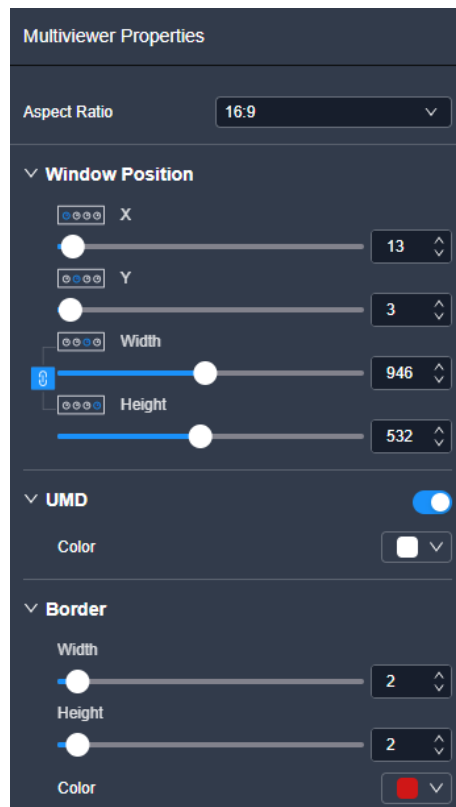 Multiviewer Properties
Aspect Ratio 16:9
Window Position
X
13
Y
3
Width
946
Height
532
UMD
Color
Border
Width
2
Height
2
Color